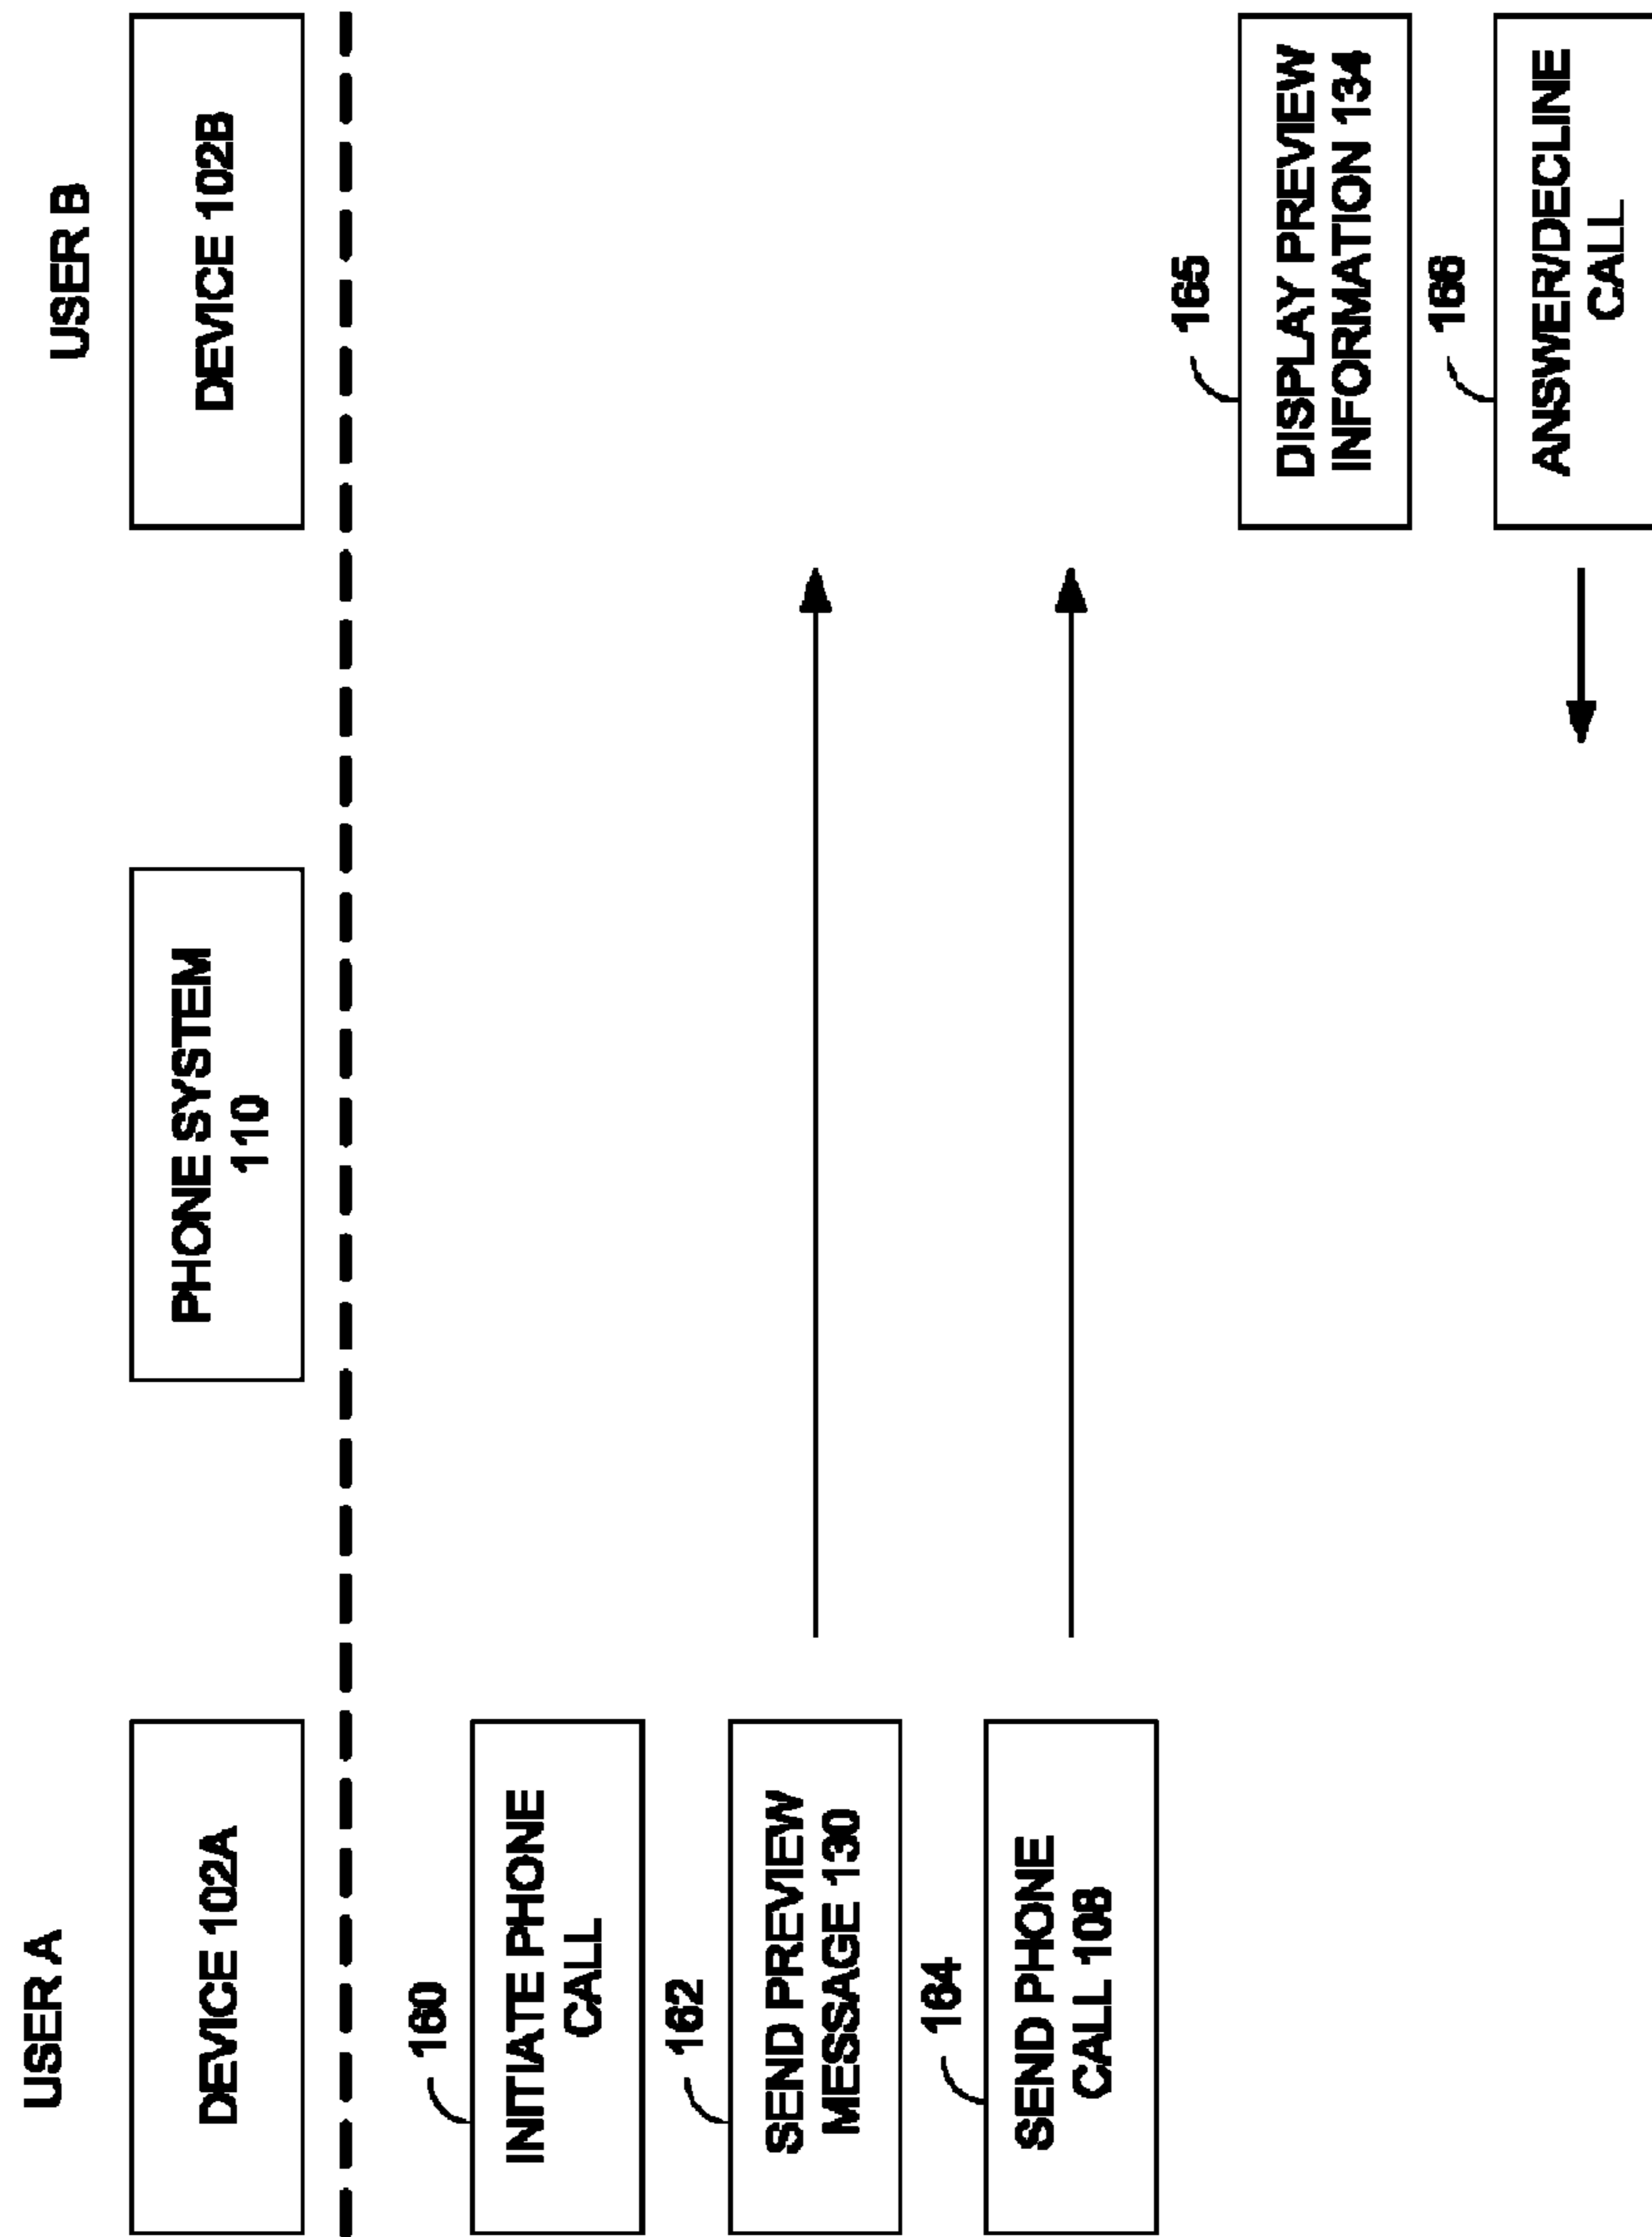 USER A
USER B
DEVICE 102A
PHONE SYSTEM
110
DEVICE 102B
160
INITIATE PHONE
CALL
162
SEND PREVIEW
MESSAGE 130
164
SEND PHONE
CALL 108
165
DISPLAY PREVIEW
INFORMATION 134
166
ANSWER/DECLINE
CALL